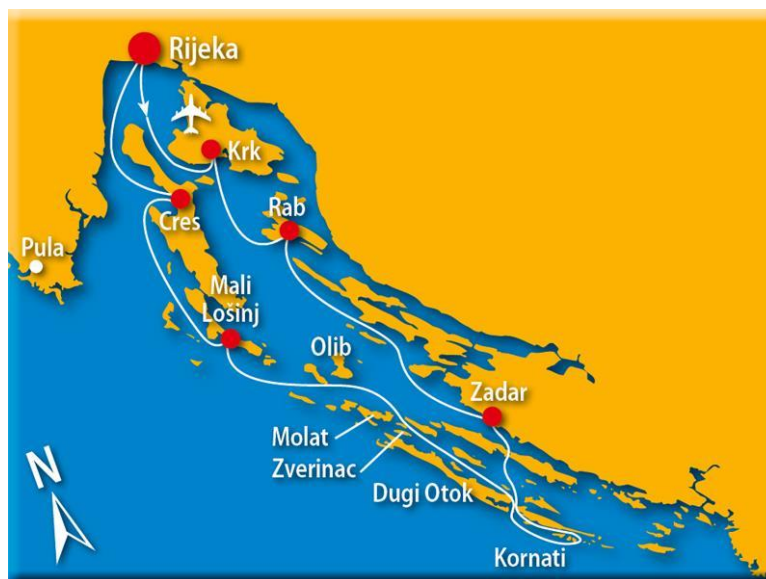 Rijeka
Krk
Rab
Cres
Pula
Mali
Lošinj
Olib
Zadar
Molat
Zverinac
Dugi Otok
Kornati
N